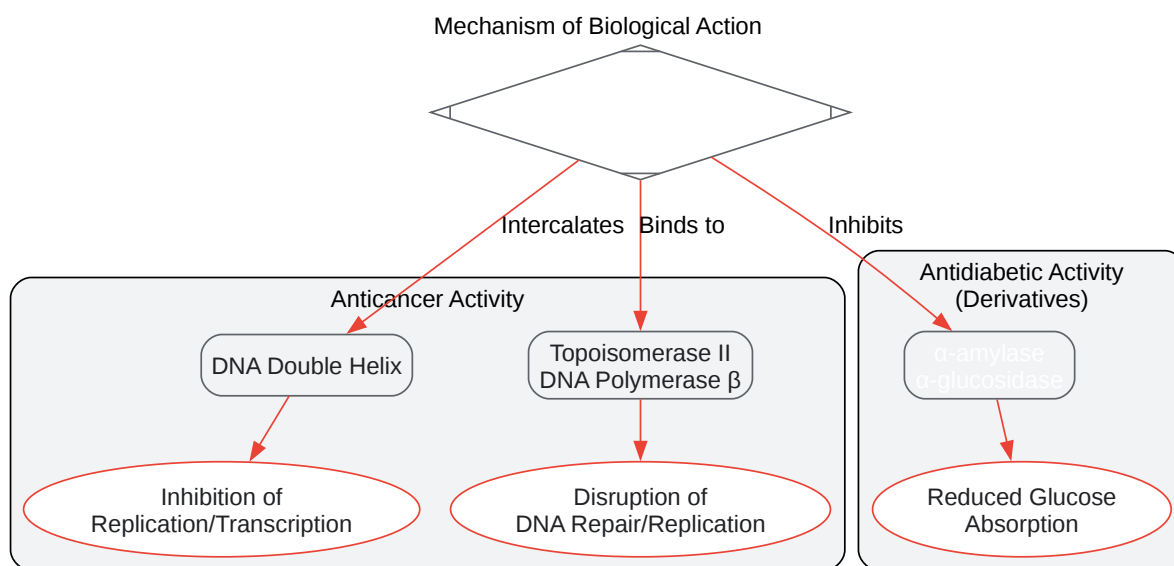 Mechanism of Biological Action
Intercalates
Binds to
Inhibits
Anticancer Activity
Antidiabetic Activity
(Derivatives)
DNA Double Helix
Topoisomerase II
DNA Polymerase β
α-amylase
α-glucosidase
Inhibition of
Replication/Transcription
Disruption of
DNA Repair/Replication
Reduced Glucose
Absorption